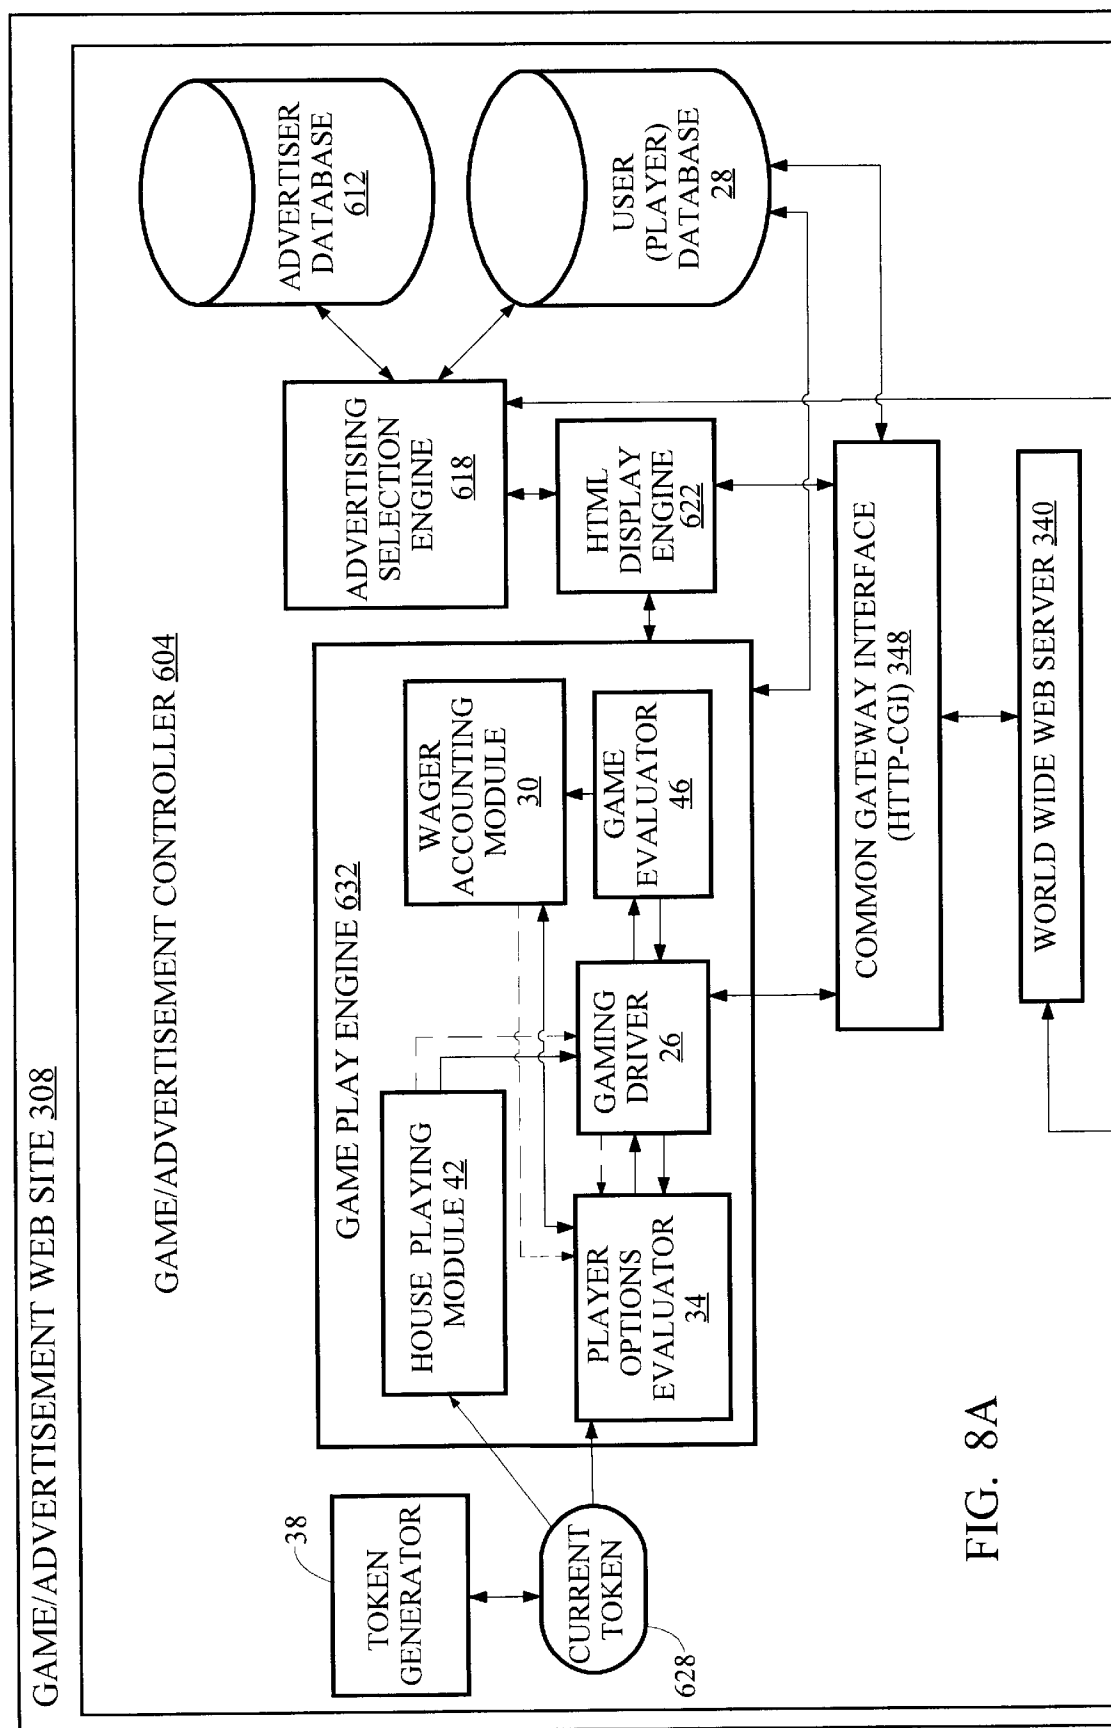 GAME/ADVERTISEMENT WEB SITE 308
GAME/ADVERTISEMENT CONTROLLER 604
TOKEN
GENERATOR
38
CURRENT
TOKEN
628
GAME PLAY ENGINE 632
HOUSE PLAYING
MODULE 42
WAGER
ACCOUNTING
MODULE
30
PLAYER
OPTIONS
EVALUATOR
34
GAMING
DRIVER
26
GAME
EVALUATOR
46
ADVERTISING
SELECTION
ENGINE
618
HTML
DISPLAY
ENGINE
622
ADVERTISER
DATABASE
612
USER
(PLAYER)
DATABASE
28
COMMON GATEWAY INTERFACE
(HTTP-CGI) 348
WORLD WIDE WEB SERVER 340
FIG. 8A